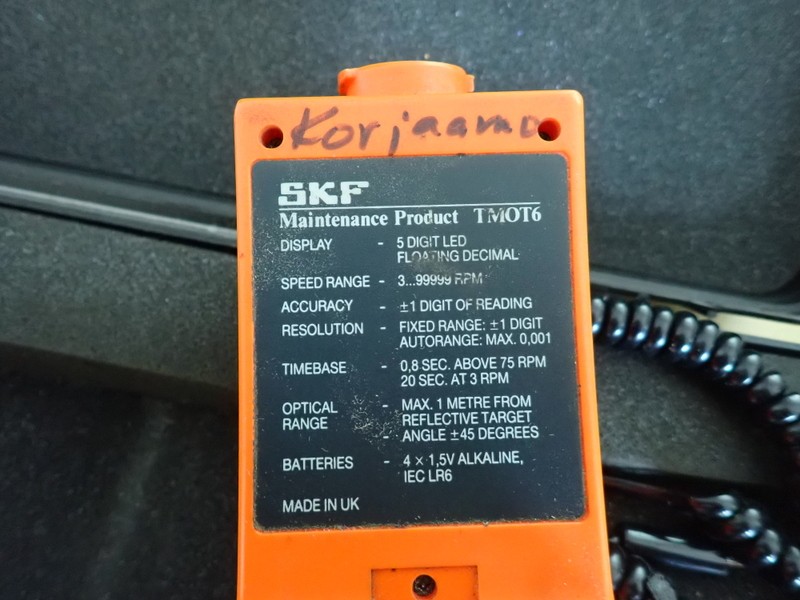 Korjaamo
SKF
Maintenance Product TMOT6
DISPLAY - 5 DIGIT LED
FLOATING DECIMAL
SPEED RANGE - 3...99999 RPM
ACCURACY - ±1 DIGIT OF READING
RESOLUTION - FIXED RANGE: ±1 DIGIT
AUTORANGE: MAX. 0,001
TIMEBASE - 0,8 SEC. ABOVE 75 RPM
20 SEC. AT 3 RPM
OPTICAL - MAX. 1 METRE FROM
RANGE REFLECTIVE TARGET
- ANGLE ±45 DEGREES
BATTERIES - 4 × 1,5V ALKALINE,
IEC LR6
MADE IN UK